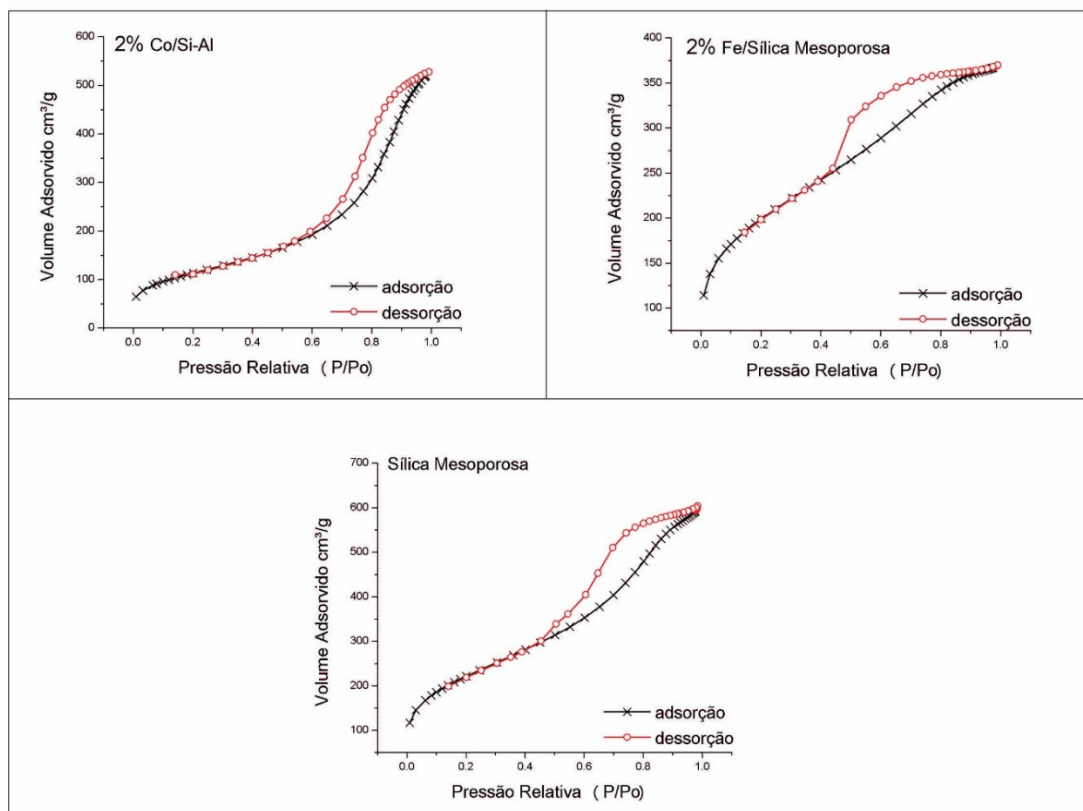 2% Co/Si-Al
600
500
400
300
200
100
0
Volume Adsorvido cm³/g
adsorção
dessorção
0.0 0.2 0.4 0.6 0.8 1.0
Pressão Relativa ( P/Po)
2% Fe/Sílica Mesoporosa
400
350
300
250
200
150
100
Volume Adsorvido cm³/g
adsorção
dessorção
0.0 0.2 0.4 0.6 0.8 1.0
Pressão Relativa ( P/Po)
Sílica Mesoporosa
700
600
500
400
300
200
100
Volume Adsorvido cm³/g
adsorção
dessorção
0.0 0.2 0.4 0.6 0.8 1.0
Pressão Relativa ( P/Po)